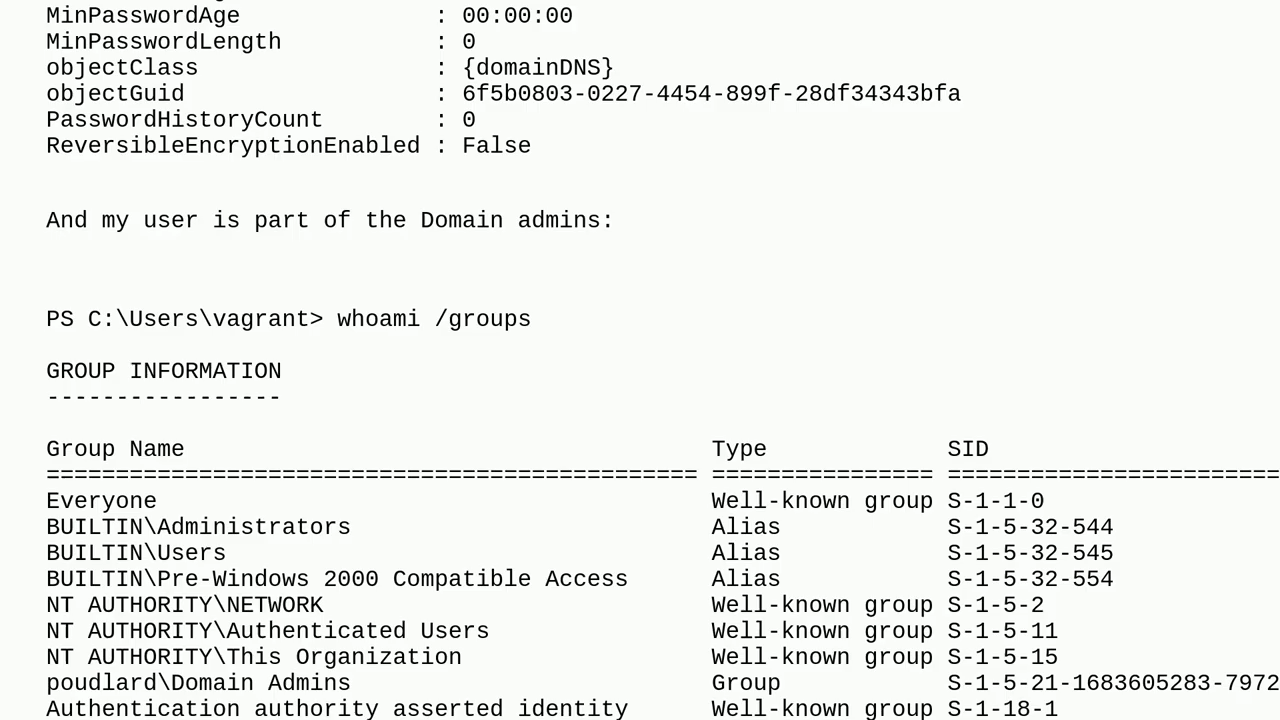 MinPasswordAge              : 00:00:00
MinPasswordLength           : 0
objectClass                 : {domainDNS}
objectGuid                  : 6f5b0803-0227-4454-899f-28df34343bfa
PasswordHistoryCount        : 0
ReversibleEncryptionEnabled : False
And my user is part of the Domain admins:
PS C:\Users\vagrant> whoami /groups
GROUP INFORMATION
-----------------
Group Name                                      Type             SID
=============================================== ================ ========================
Everyone                                        Well-known group S-1-1-0
BUILTIN\Administrators                          Alias            S-1-5-32-544
BUILTIN\Users                                   Alias            S-1-5-32-545
BUILTIN\Pre-Windows 2000 Compatible Access      Alias            S-1-5-32-554
NT AUTHORITY\NETWORK                            Well-known group S-1-5-2
NT AUTHORITY\Authenticated Users                Well-known group S-1-5-11
NT AUTHORITY\This Organization                  Well-known group S-1-5-15
poudlard\Domain Admins                          Group            S-1-5-21-1683605283-7972
Authentication authority asserted identity      Well-known group S-1-18-1